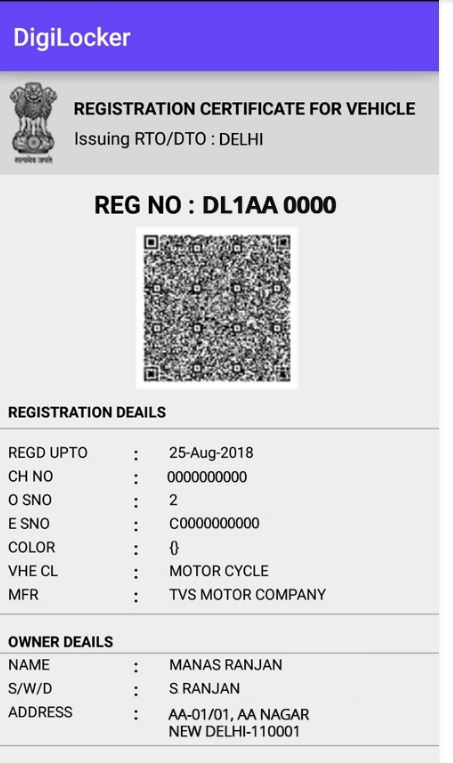 DigiLocker
सत्यमेव जयते
REGISTRATION CERTIFICATE FOR VEHICLE
Issuing RTO/DTO : DELHI
REG NO : DL1AA 0000
REGISTRATION DEAILS
REGD UPTO : 25-Aug-2018
CH NO : 0000000000
O SNO : 2
E SNO : C0000000000
COLOR : {}
VHE CL : MOTOR CYCLE
MFR : TVS MOTOR COMPANY
OWNER DEAILS
NAME : MANAS RANJAN
S/W/D : S RANJAN
ADDRESS : AA-01/01, AA NAGAR
NEW DELHI-110001